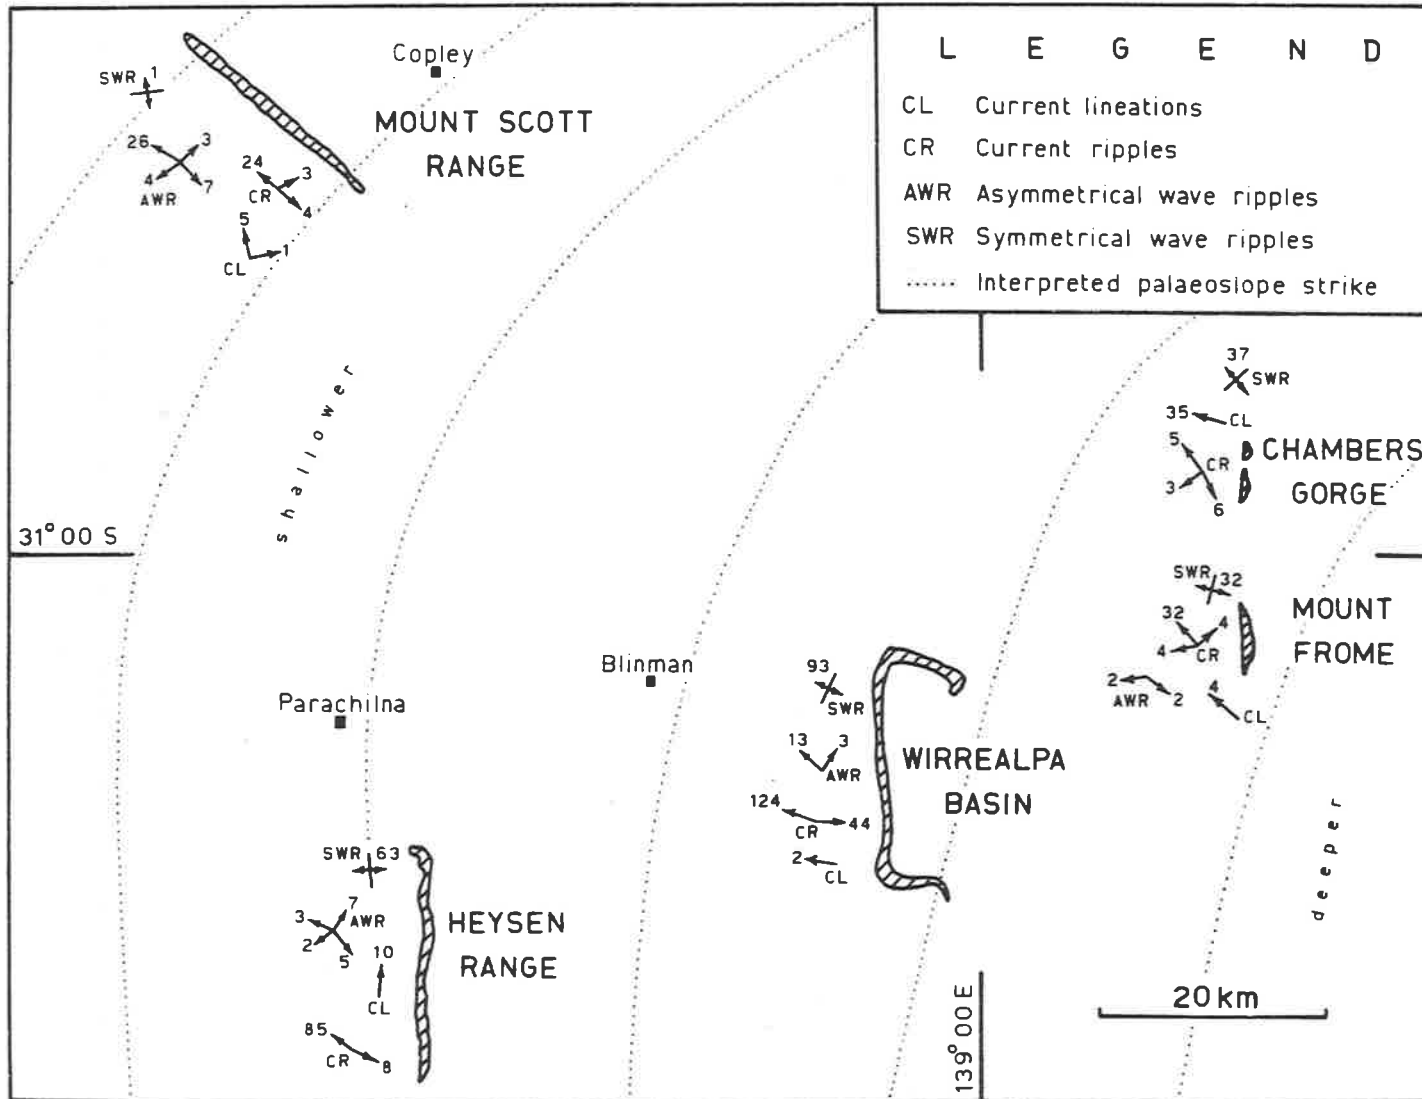 L E G E N D
CL Current lineations
CR Current ripples
AWR Asymmetrical wave ripples
SWR Symmetrical wave ripples
Interpreted palaeoslope strike
Copley
MOUNT SCOTT
RANGE
SWR 1
26 3
4 7
AWR
24 3
CR
4
5
1
CL
shallower
31°00 S
37
SWR
35
CL
5
CR
3
6
CHAMBERS
GORGE
SWR 32
32 4
4 CR
2 2
AWR
4
CL
MOUNT
FROME
Blinman
Parachilna
93
SWR
13 3
AWR
124 44
CR
2
CL
WIRREALPA
BASIN
SWR 63
7
3 AWR
2 5
10
CL
85
CR 8
HEYSEN
RANGE
deeper
139°00 E
20 km